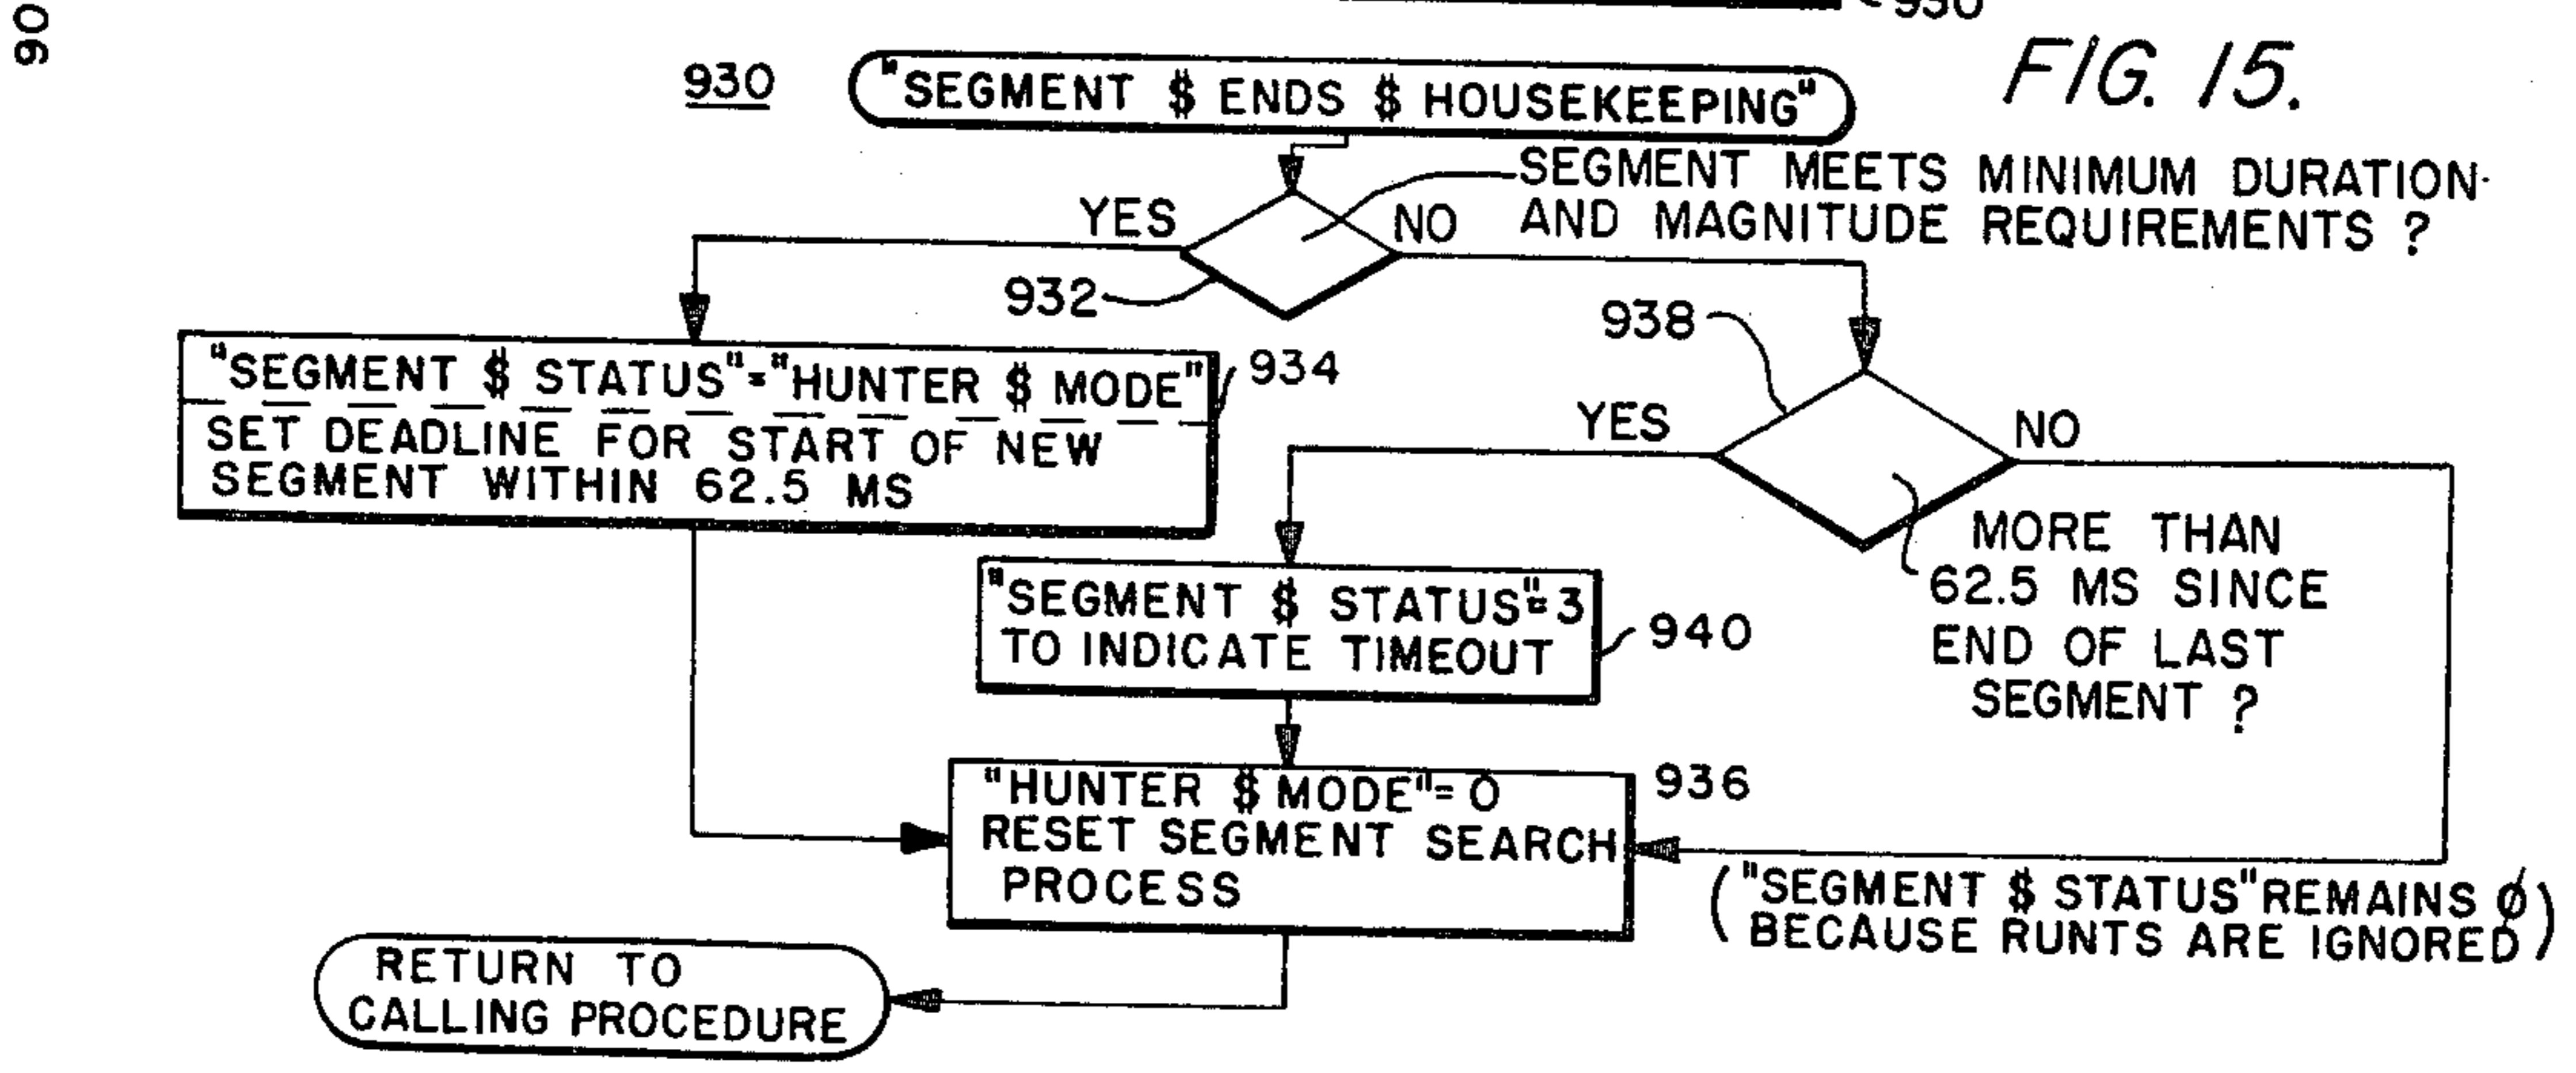 90
930
930
"SEGMENT $ ENDS $ HOUSEKEEPING"
FIG. 15.
SEGMENT MEETS MINIMUM DURATION
AND MAGNITUDE REQUIREMENTS ?
YES
NO
932
938
"SEGMENT $ STATUS"="HUNTER $ MODE"
SET DEADLINE FOR START OF NEW
SEGMENT WITHIN 62.5 MS
934
YES
NO
MORE THAN
62.5 MS SINCE
END OF LAST
SEGMENT ?
"SEGMENT $ STATUS"=3
TO INDICATE TIMEOUT
940
"HUNTER $ MODE"=0
RESET SEGMENT SEARCH
PROCESS
936
("SEGMENT $ STATUS" REMAINS Ø
BECAUSE RUNTS ARE IGNORED)
RETURN TO
CALLING PROCEDURE